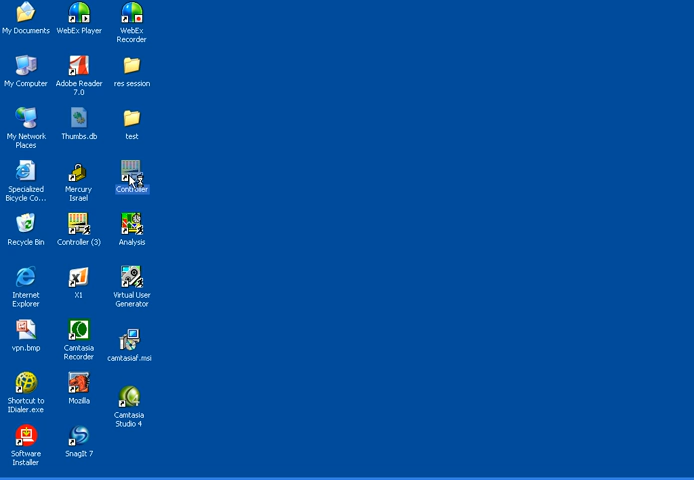 My Documents
WebEx Player
WebEx
Recorder
My Computer
Adobe Reader
7.0
res session
My Network
Places
Thumbs.db
test
Specialized
Bicycle Co...
Mercury
Israel
Controller
Recycle Bin
Controller (3)
Analysis
Internet
Explorer
X1
Virtual User
Generator
vpn.bmp
Camtasia
Recorder
camtasiaf.msi
Shortcut to
IDialer.exe
Mozilla
Camtasia
Studio 4
Software
Installer
SnagIt 7